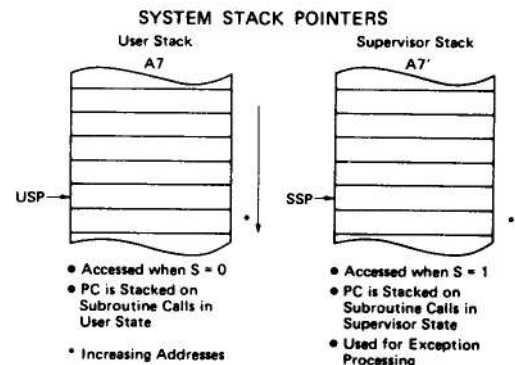 SYSTEM STACK POINTERS
User Stack
A7
USP
*
• Accessed when S = 0
• PC is Stacked on
Subroutine Calls in
User State
* Increasing Addresses
Supervisor Stack
A7'
SSP
*
• Accessed when S = 1
• PC is Stacked on
Subroutine Calls in
Supervisor State
• Used for Exception
Processing